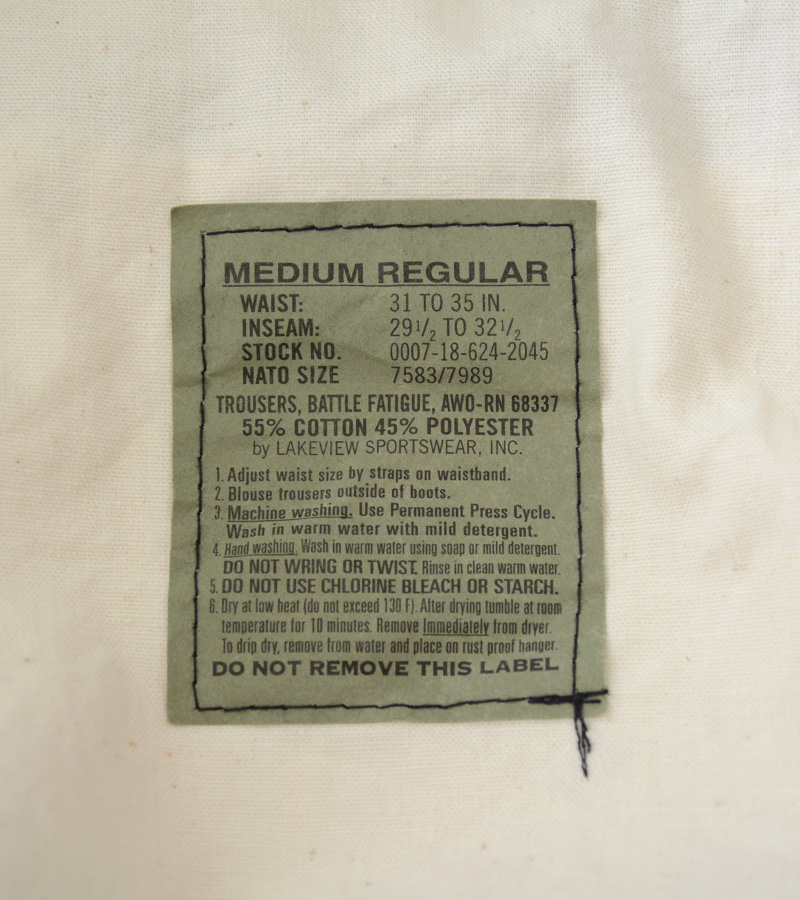 MEDIUM REGULAR
WAIST: 31 TO 35 IN.
INSEAM: 29 1/2 TO 32 1/2
STOCK NO. 0007-18-624-2045
NATO SIZE 7583/7989
TROUSERS, BATTLE FATIGUE, AWO-RN 68337
55% COTTON 45% POLYESTER
by LAKEVIEW SPORTSWEAR, INC.
1. Adjust waist size by straps on waistband.
2. Blouse trousers outside of boots.
3. Machine washing. Use Permanent Press Cycle.
Wash in warm water with mild detergent.
4. Hand washing. Wash in warm water using soap or mild detergent.
DO NOT WRING OR TWIST. Rinse in clean warm water.
5. DO NOT USE CHLORINE BLEACH OR STARCH.
6. Dry at low heat (do not exceed 130 F). After drying tumble at room
temperature for 10 minutes. Remove Immediately from dryer.
To drip dry, remove from water and place on rust proof hanger.
DO NOT REMOVE THIS LABEL